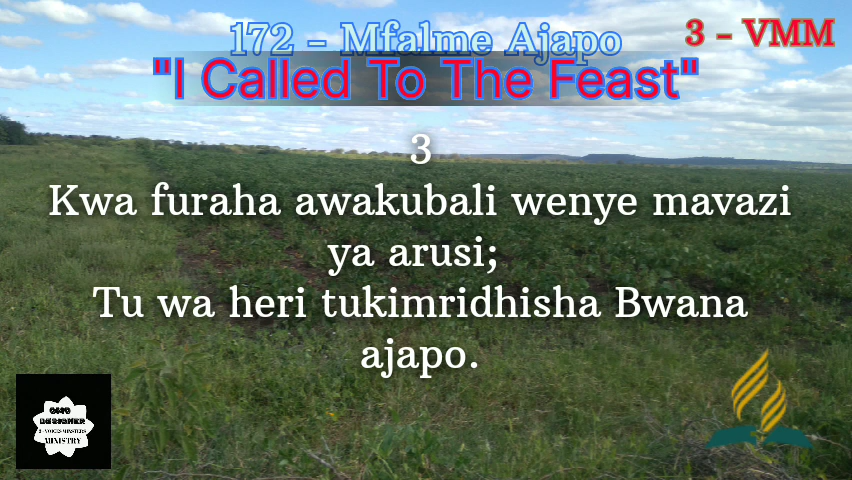 172 - Mfalme Ajapo
3 - VMM
"I Called To The Feast"
3
Kwa furaha awakubali wenye mavazi
ya arusi;
Tu wa heri tukimridhisha Bwana
ajapo.
MINISTRY